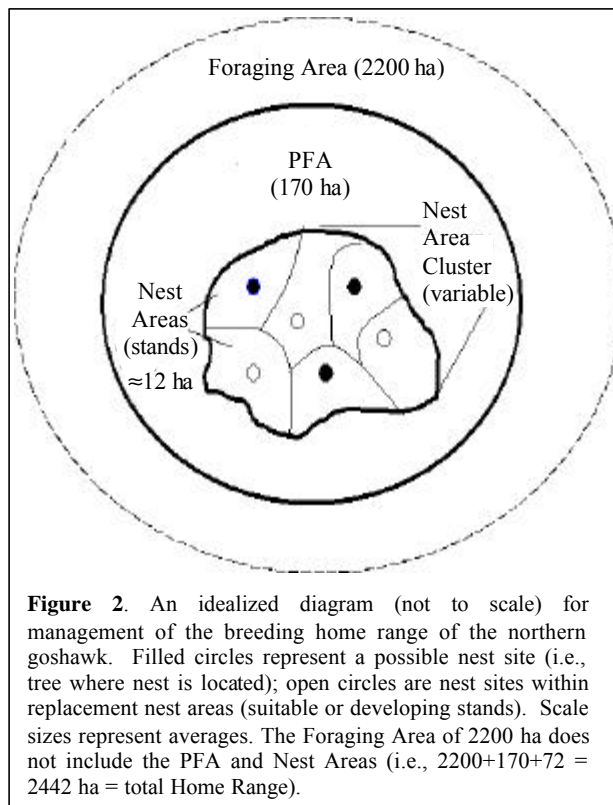 Foraging Area (2200 ha)
PFA
(170 ha)
Nest
Area
Cluster
(variable)
Nest
Areas
(stands)
≈12 ha
Figure 2. An idealized diagram (not to scale) for
management of the breeding home range of the northern
goshawk. Filled circles represent a possible nest site (i.e.,
tree where nest is located); open circles are nest sites within
replacement nest areas (suitable or developing stands). Scale
sizes represent averages. The Foraging Area of 2200 ha does
not include the PFA and Nest Areas (i.e., 2200+170+72 =
2442 ha = total Home Range).